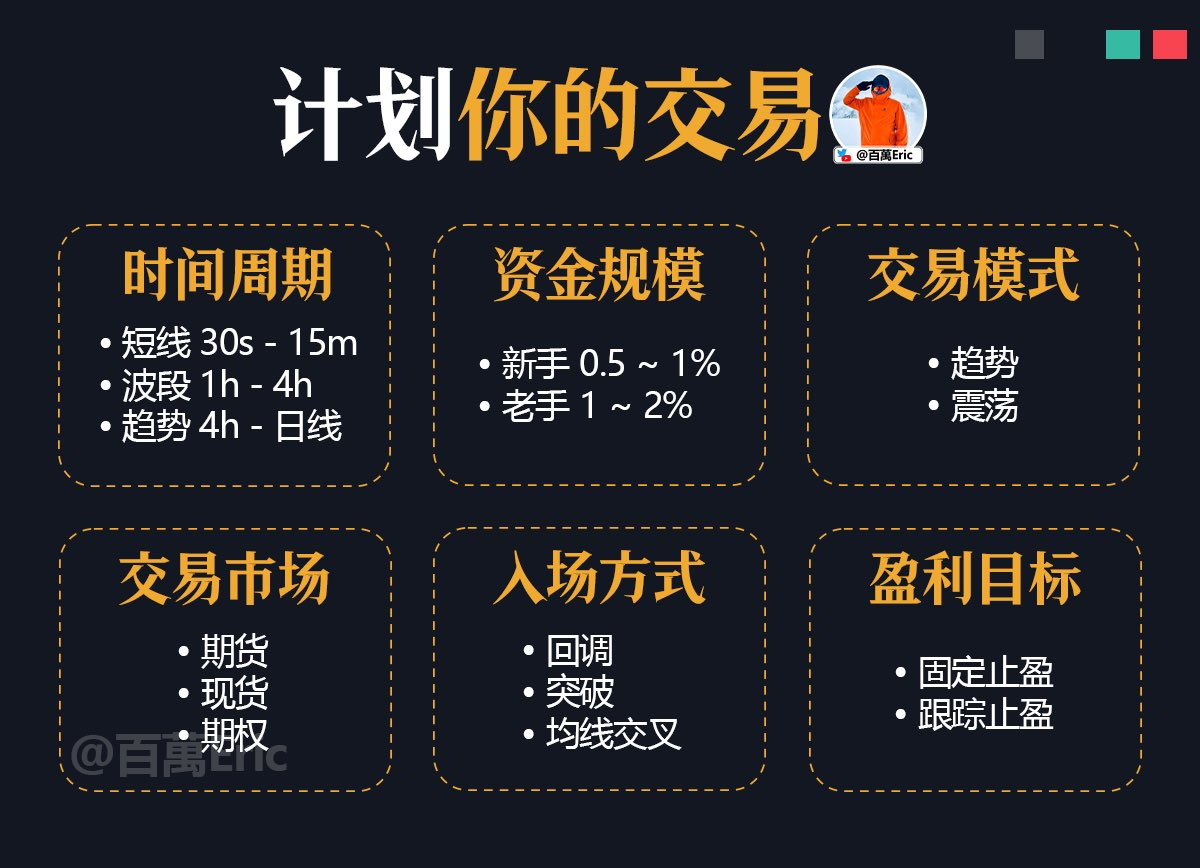 计划你的交易
@百萬Eric
时间周期
• 短线 30s - 15m
• 波段 1h - 4h
• 趋势 4h - 日线
资金规模
• 新手 0.5 ~ 1%
• 老手 1 ~ 2%
交易模式
• 趋势
• 震荡
交易市场
• 期货
• 现货
• 期权
@百萬Eric
入场方式
• 回调
• 突破
• 均线交叉
盈利目标
• 固定止盈
• 跟踪止盈